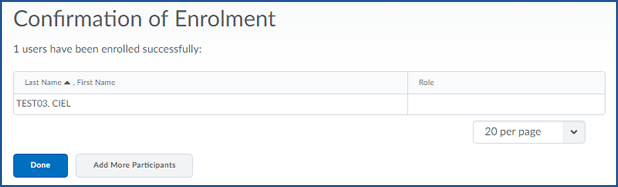 Confirmation of Enrolment
1 users have been enrolled successfully:
Last Name ▲ , First Name Role
TEST03, CIEL
20 per page
Done Add More Participants